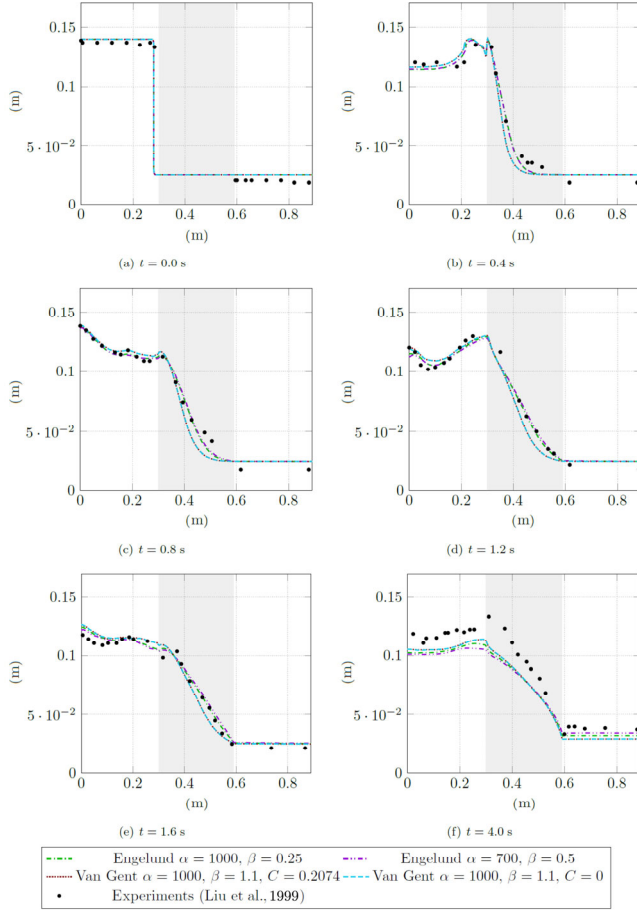 0.15
0.1
5 · 10⁻²
0
(m)
0 0.2 0.4 0.6 0.8
(m)
(a) t = 0.0 s
0.15
0.1
5 · 10⁻²
0
(m)
0 0.2 0.4 0.6 0.8
(m)
(b) t = 0.4 s
0.15
0.1
5 · 10⁻²
0
(m)
0 0.2 0.4 0.6 0.8
(m)
(c) t = 0.8 s
0.15
0.1
5 · 10⁻²
0
(m)
0 0.2 0.4 0.6 0.8
(m)
(d) t = 1.2 s
0.15
0.1
5 · 10⁻²
0
(m)
0 0.2 0.4 0.6 0.8
(m)
(e) t = 1.6 s
0.15
0.1
5 · 10⁻²
0
(m)
0 0.2 0.4 0.6 0.8
(m)
(f) t = 4.0 s
Engelund α = 1000, β = 0.25
Engelund α = 700, β = 0.5
Van Gent α = 1000, β = 1.1, C = 0.2074
Van Gent α = 1000, β = 1.1, C = 0
Experiments (Liu et al., 1999)